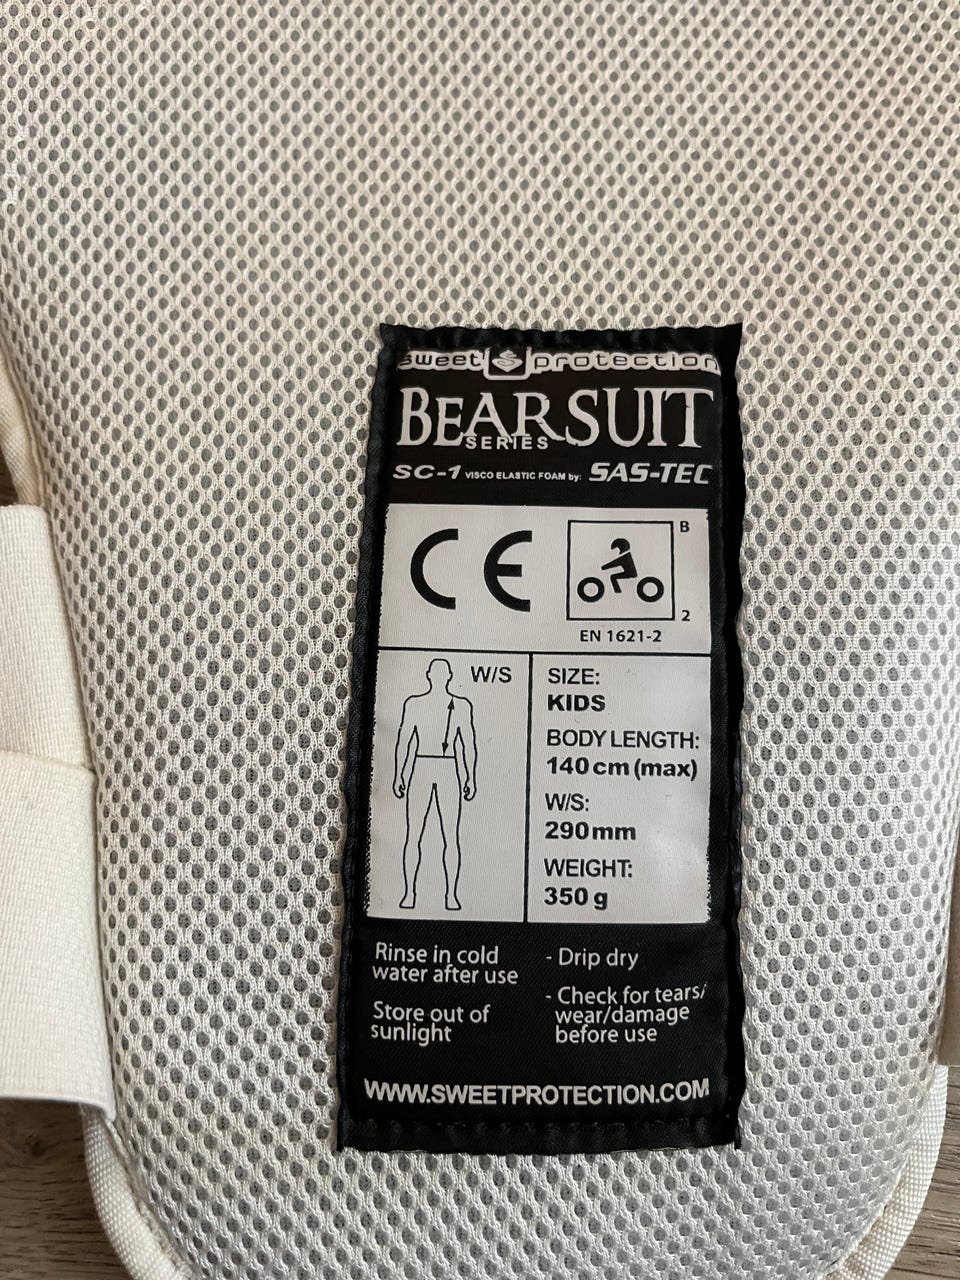 sweet protection
BEARSUIT
SERIES
SC-1 VISCO ELASTIC FOAM by: SAS-TEC
CE
B
2
EN 1621-2
W/S
SIZE:
KIDS
BODY LENGTH:
140 cm (max)
W/S:
290mm
WEIGHT:
350 g
Rinse in cold
water after use
Store out of
sunlight
- Drip dry
- Check for tears/
wear/damage
before use
WWW.SWEETPROTECTION.COM